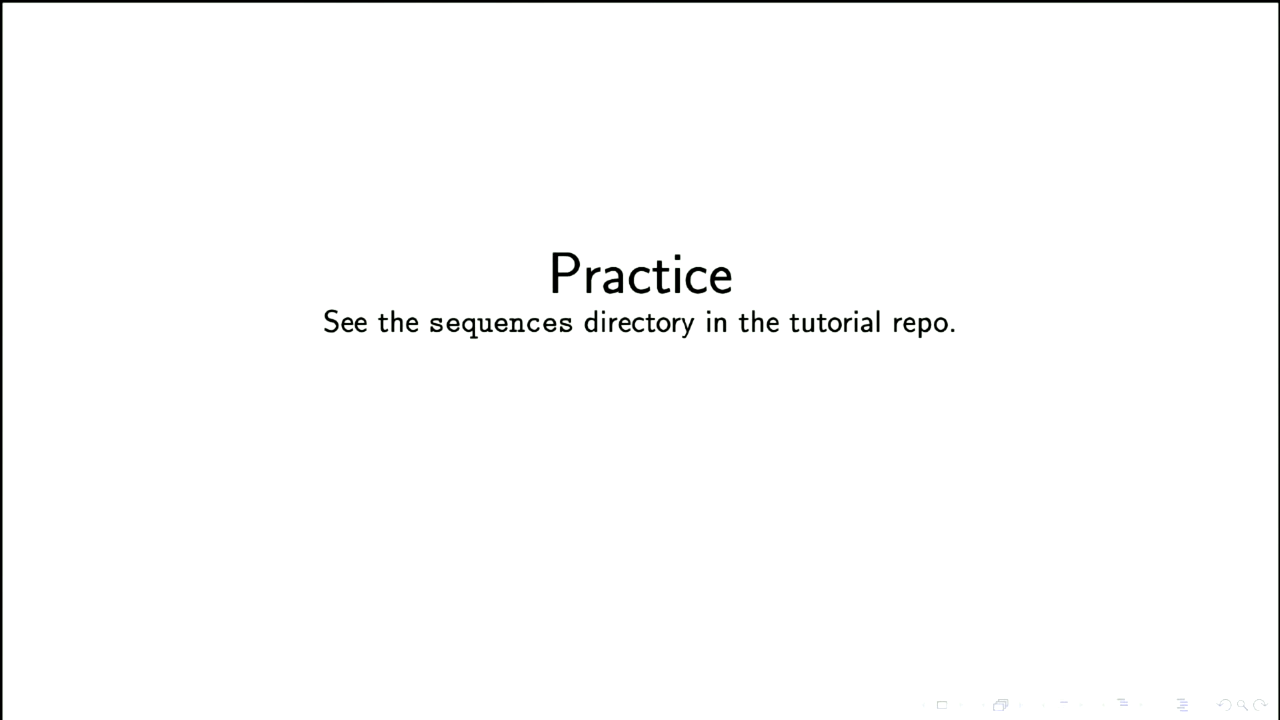 Practice
See the sequences directory in the tutorial repo.